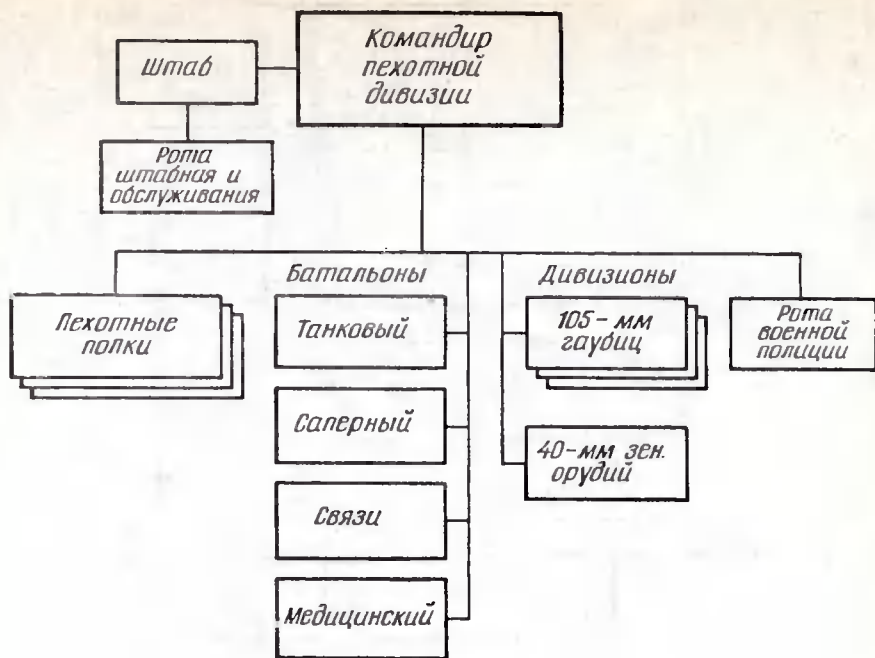 Командир
пехотной
дивизии
Штаб
Рота
штабная и
обслуживания
Батальоны
Дивизионы
Пехотные
полки
Танковый
105-мм
гаубиц
Рота
военной
полиции
Саперный
40-мм зен.
орудий
Связи
Медицинский